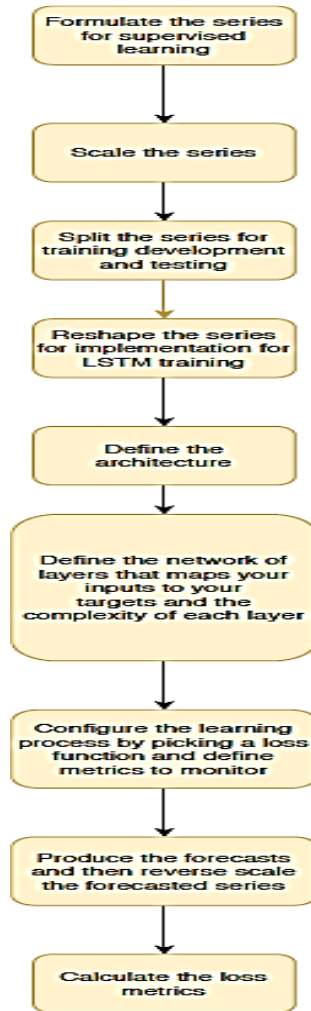 Formulate the series
for supervised
learning
Scale the series
Split the series for
training development
and testing
Reshape the series
for implementation for
LSTM training
Define the
architecture
Define the network of
layers that maps your
inputs to your
targets and the
complexity of each layer
Configure the learning
process by picking a loss
function and define
metrics to monitor
Produce the forecasts
and then reverse scale
the forecasted series
Calculate the loss
metrics